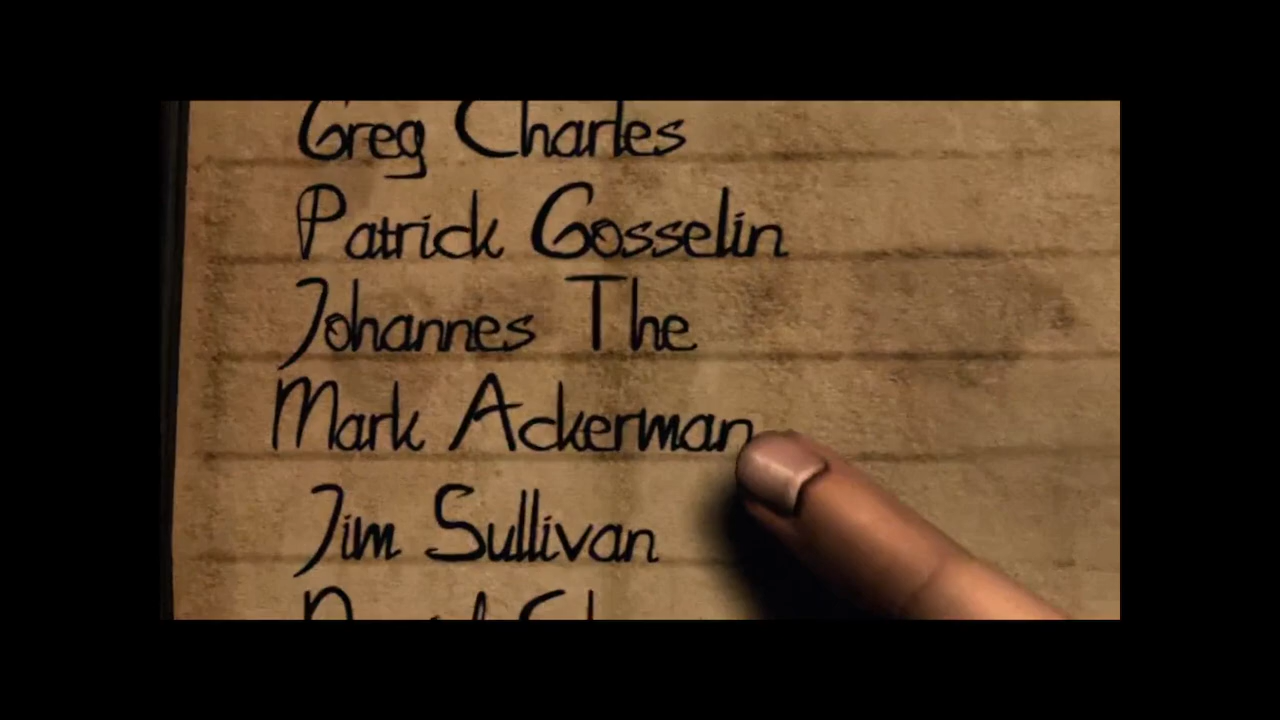 Greg Charles
Patrick Gosselin
Johannes The
Mark Ackerman
Jim Sullivan